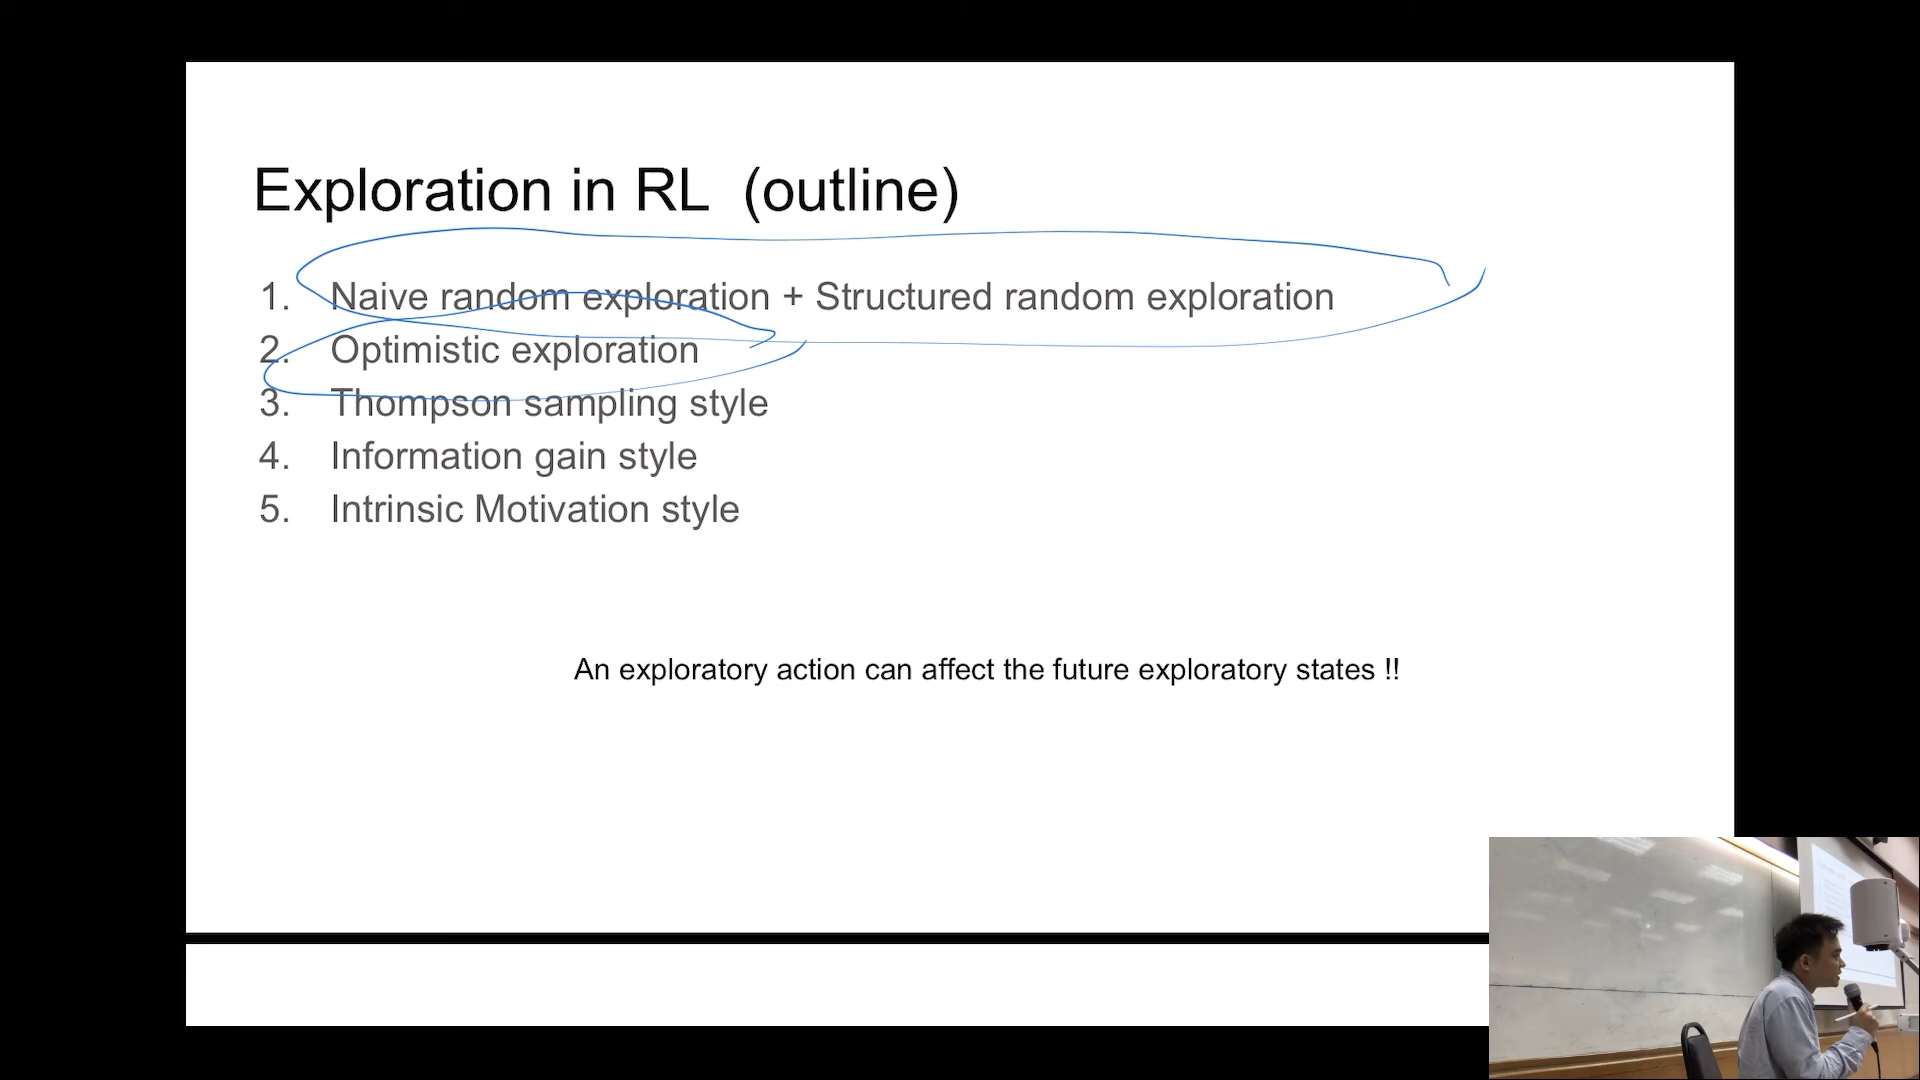 Exploration in RL (outline)
1. Naive random exploration + Structured random exploration
2. Optimistic exploration
3. Thompson sampling style
4. Information gain style
5. Intrinsic Motivation style
An exploratory action can affect the future exploratory states !!